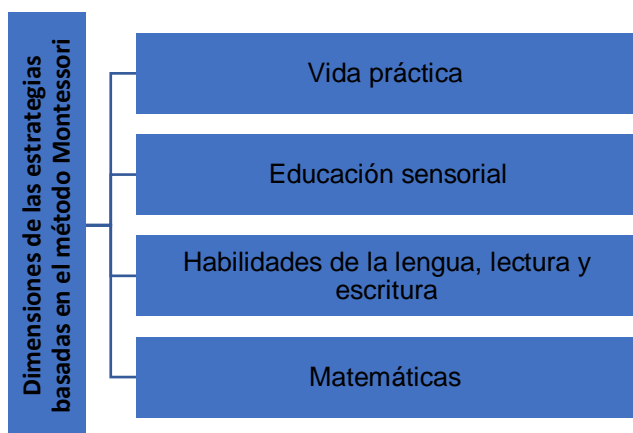 Dimensiones de las estrategias
basadas en el método Montessori
Vida práctica
Educación sensorial
Habilidades de la lengua, lectura y
escritura
Matemáticas